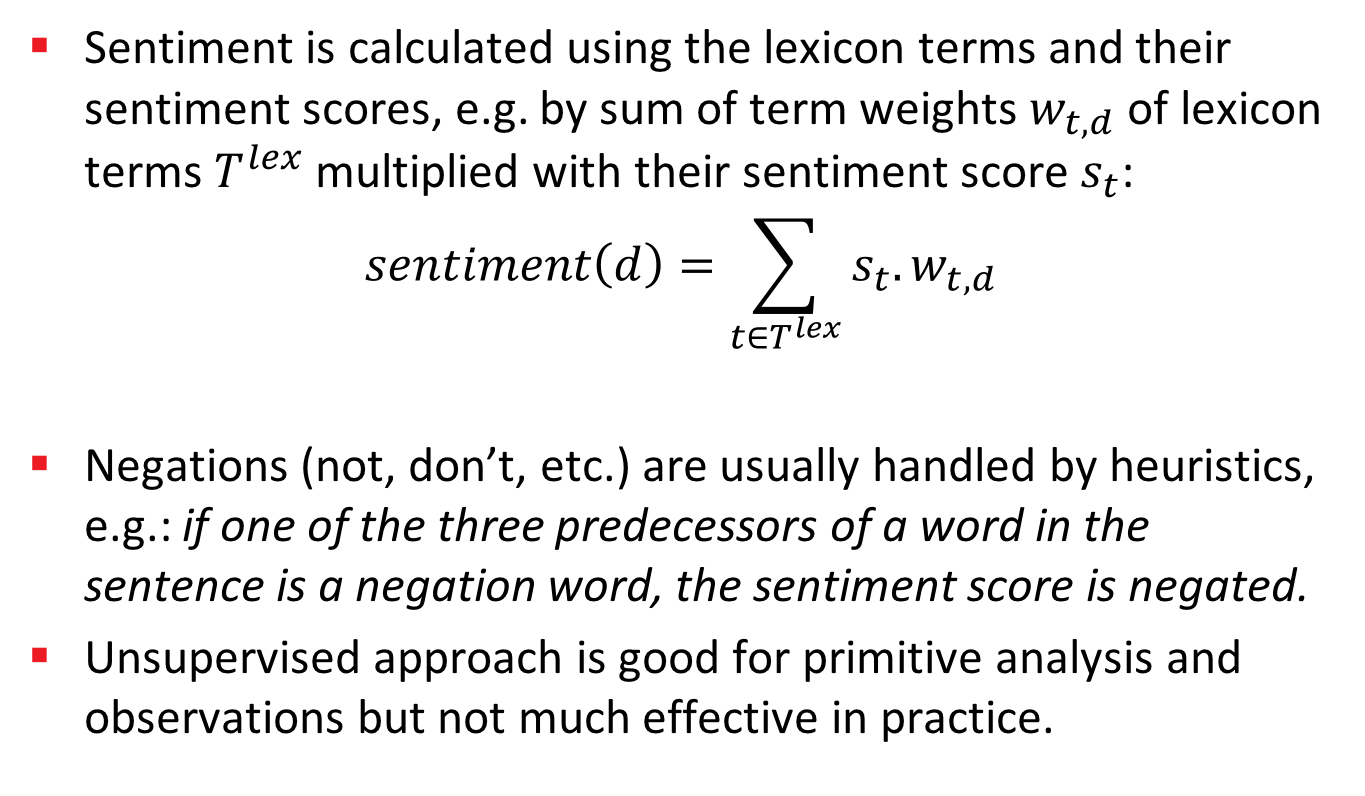 ▪ Sentiment is calculated using the lexicon terms and their
sentiment scores, e.g. by sum of term weights $w_{t,d}$ of lexicon
terms $T^{lex}$ multiplied with their sentiment score $s_t$:
$sentiment(d) = \sum_{t \in T^{lex}} s_t . w_{t,d}$
▪ Negations (not, don’t, etc.) are usually handled by heuristics,
e.g.: if one of the three predecessors of a word in the
sentence is a negation word, the sentiment score is negated.
▪ Unsupervised approach is good for primitive analysis and
observations but not much effective in practice.